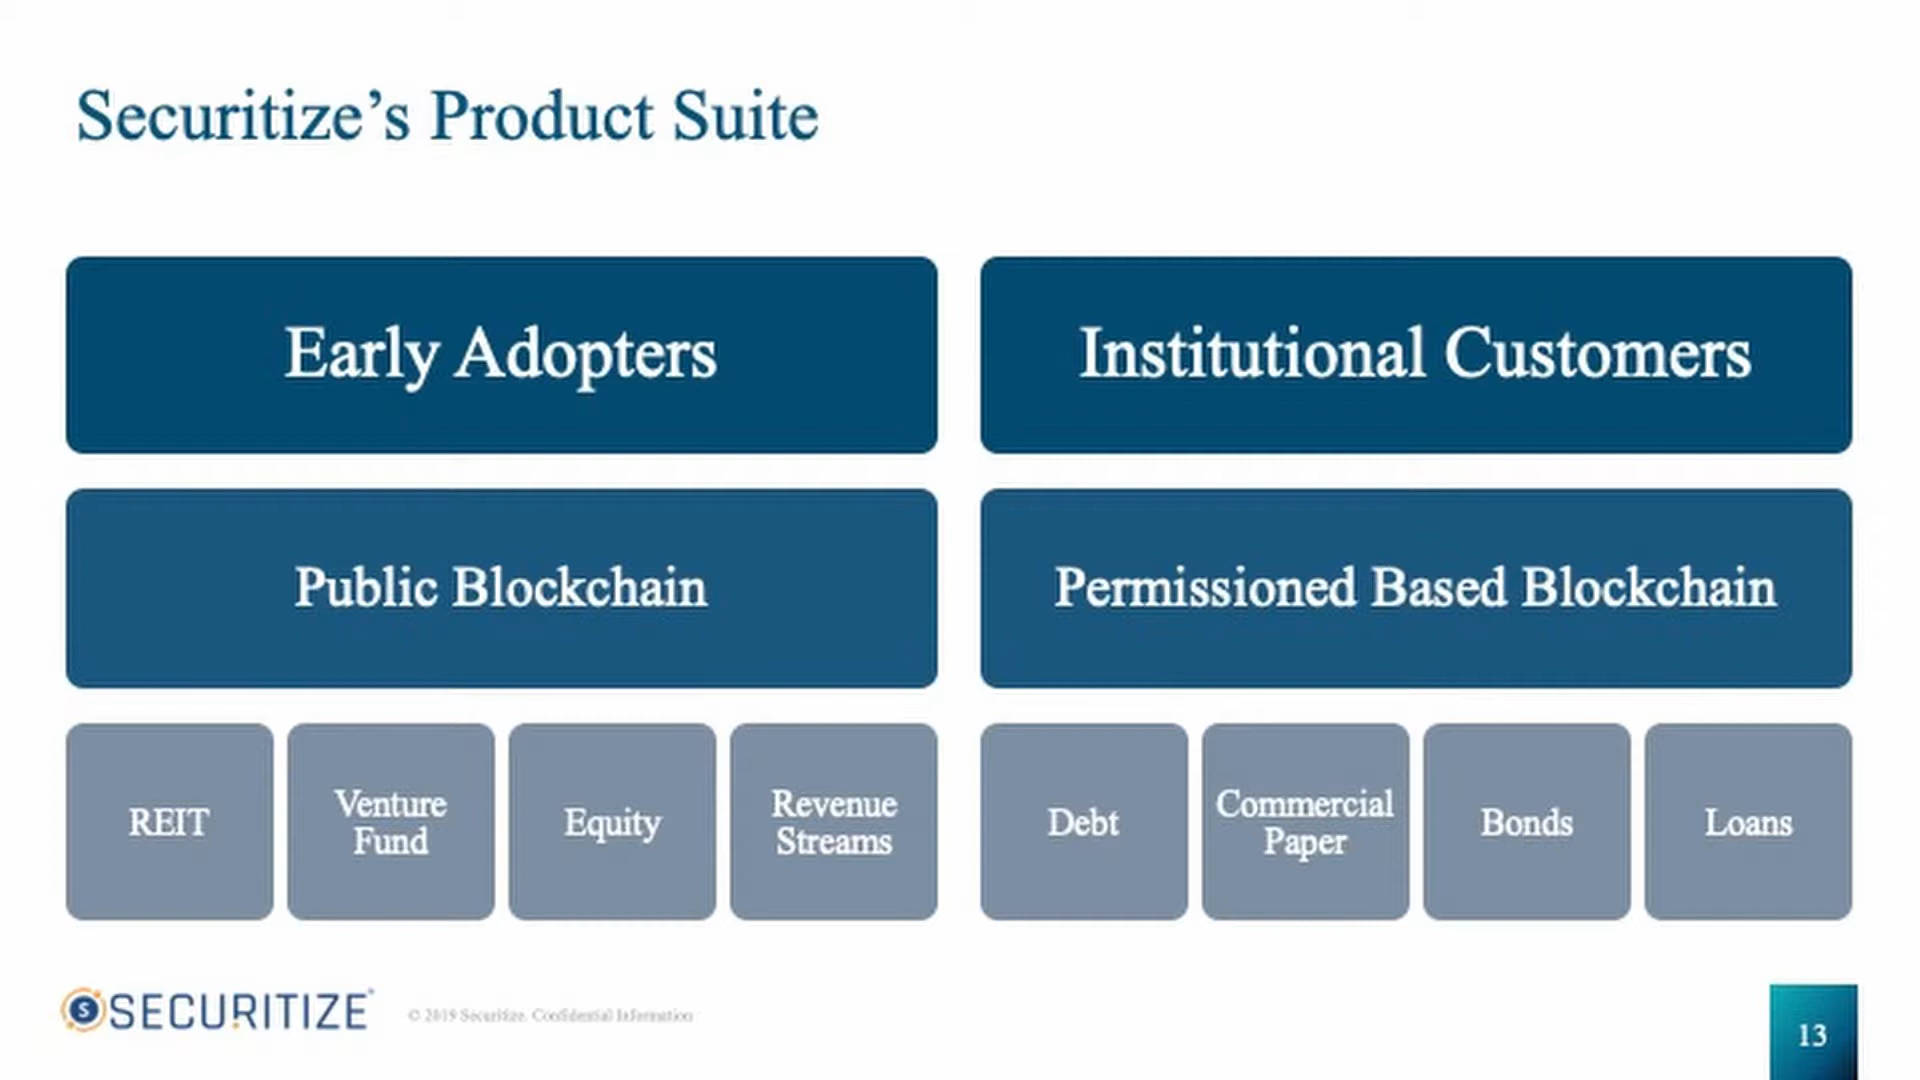 Securitize’s Product Suite
Early Adopters
Institutional Customers
Public Blockchain
Permissioned Based Blockchain
REIT
Venture
Fund
Equity
Revenue
Streams
Debt
Commercial
Paper
Bonds
Loans
SECURITIZE
© 2019 Securitize. Confidential Information
13